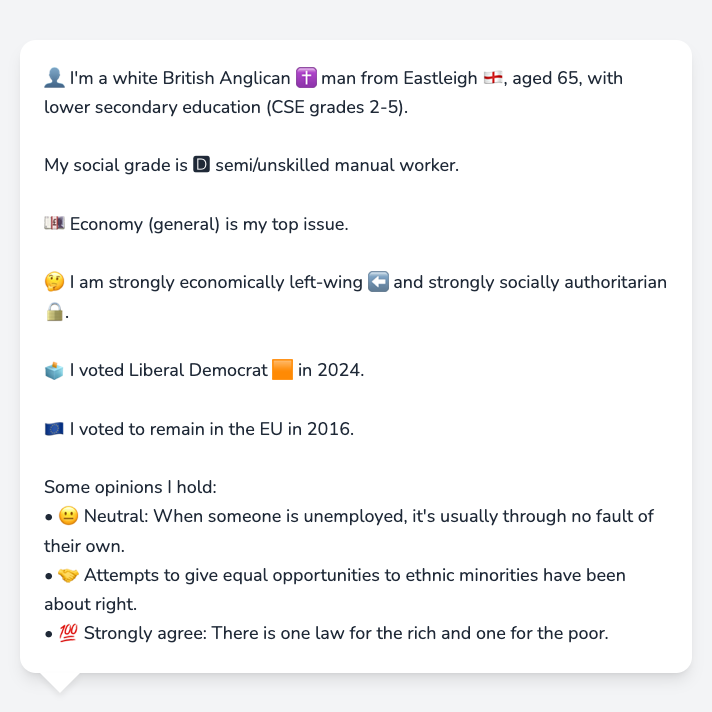 👤 I'm a white British Anglican ✝️ man from Eastleigh 🏴󠁧󠁢󠁥󠁮󠁧󠁿, aged 65, with
lower secondary education (CSE grades 2-5).
My social grade is 🅳 semi/unskilled manual worker.
💷 Economy (general) is my top issue.
🤔 I am strongly economically left-wing ⬅️ and strongly socially authoritarian
🔒.
🗳️ I voted Liberal Democrat 🟧 in 2024.
🇪🇺 I voted to remain in the EU in 2016.
Some opinions I hold:
• 😐 Neutral: When someone is unemployed, it's usually through no fault of
their own.
• 🤝 Attempts to give equal opportunities to ethnic minorities have been
about right.
• 💯 Strongly agree: There is one law for the rich and one for the poor.